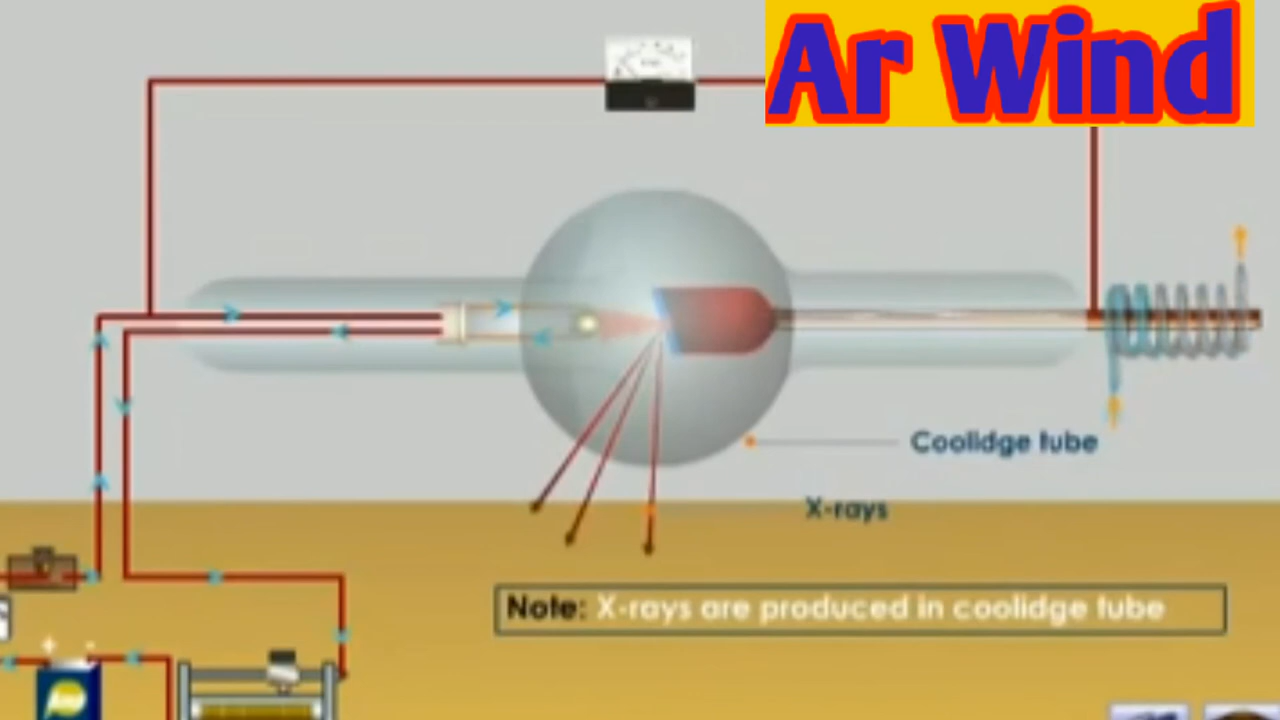 Ar Wind
Coolidge tube
X-rays
Note: X-rays are produced in coolidge tube
+ -